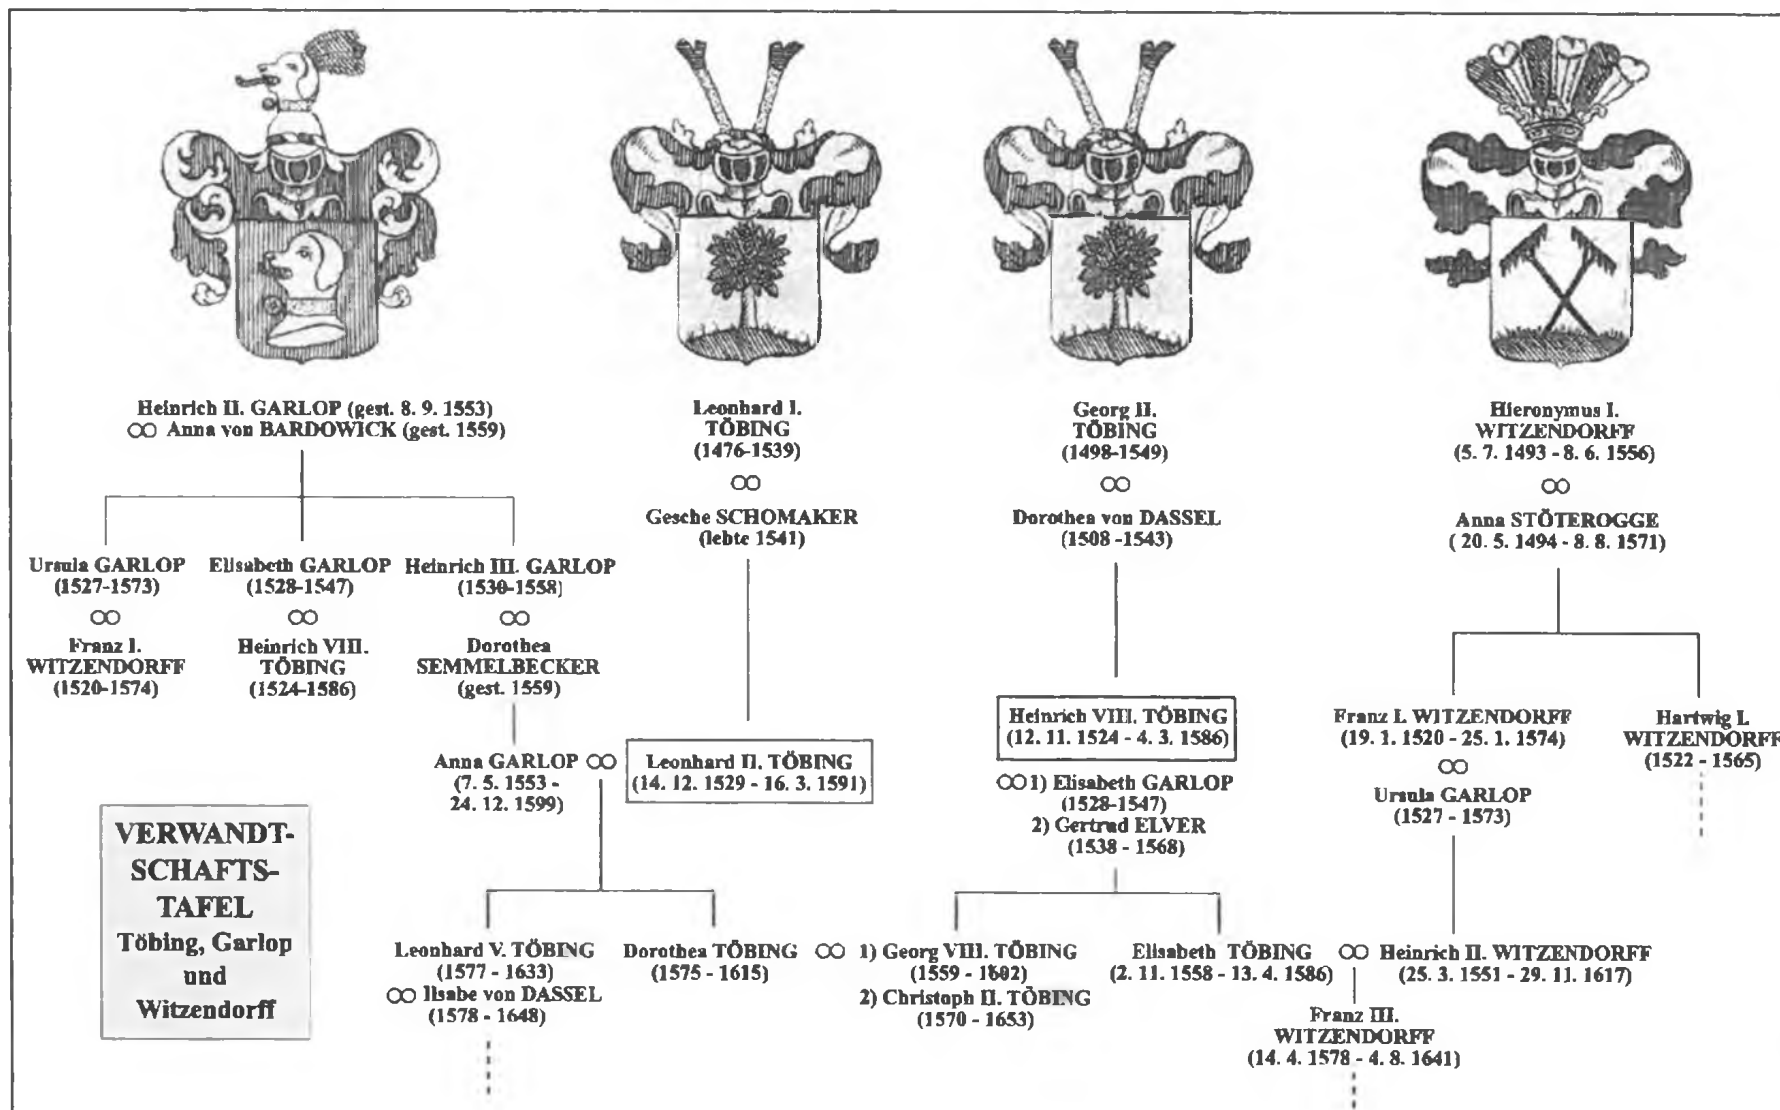 Heinrich II. GARLOP (gest. 8. 9. 1553)
∞ Anna von BARDOWICK (gest. 1559)
Ursula GARLOP
(1527-1573)
∞
Franz I.
WITZENDORFF
(1520-1574)
Elisabeth GARLOP
(1528-1547)
∞
Heinrich VIII.
TÖBING
(1524-1586)
Heinrich III. GARLOP
(1530-1558)
∞
Dorothea
SEMMELBECKER
(gest. 1559)
Leonhard I.
TÖBING
(1476-1539)
∞
Gesche SCHOMAKER
(lebte 1541)
Georg II.
TÖBING
(1498-1549)
∞
Dorothea von DASSEL
(1508 -1543)
Hieronymus I.
WITZENDORFF
(5. 7. 1493 - 8. 6. 1556)
∞
Anna STÖTEROGGE
( 20. 5. 1494 - 8. 8. 1571)
Anna GARLOP ∞
(7. 5. 1553 -
24. 12. 1599)
Leonhard II. TÖBING
(14. 12. 1529 - 16. 3. 1591)
Heinrich VIII. TÖBING
(12. 11. 1524 - 4. 3. 1586)
∞ 1) Elisabeth GARLOP
(1528-1547)
2) Gertrud ELVER
(1538 - 1568)
Franz I. WITZENDORFF
(19. 1. 1520 - 25. 1. 1574)
∞
Ursula GARLOP
(1527 - 1573)
Hartwig I.
WITZENDORFF
(1522 - 1565)
VERWANDT-
SCHAFTS-
TAFEL
Töbing, Garlop
und
Witzendorff
Leonhard V. TÖBING
(1577 - 1633)
∞ Ilsabe von DASSEL
(1578 - 1648)
Dorothea TÖBING ∞
(1575 - 1615)
1) Georg VIII. TÖBING
(1559 - 1602)
2) Christoph II. TÖBING
(1570 - 1653)
Elisabeth TÖBING ∞
(2. 11. 1558 - 13. 4. 1586)
Heinrich II. WITZENDORFF
(25. 3. 1551 - 29. 11. 1617)
Franz III.
WITZENDORFF
(14. 4. 1578 - 4. 8. 1641)